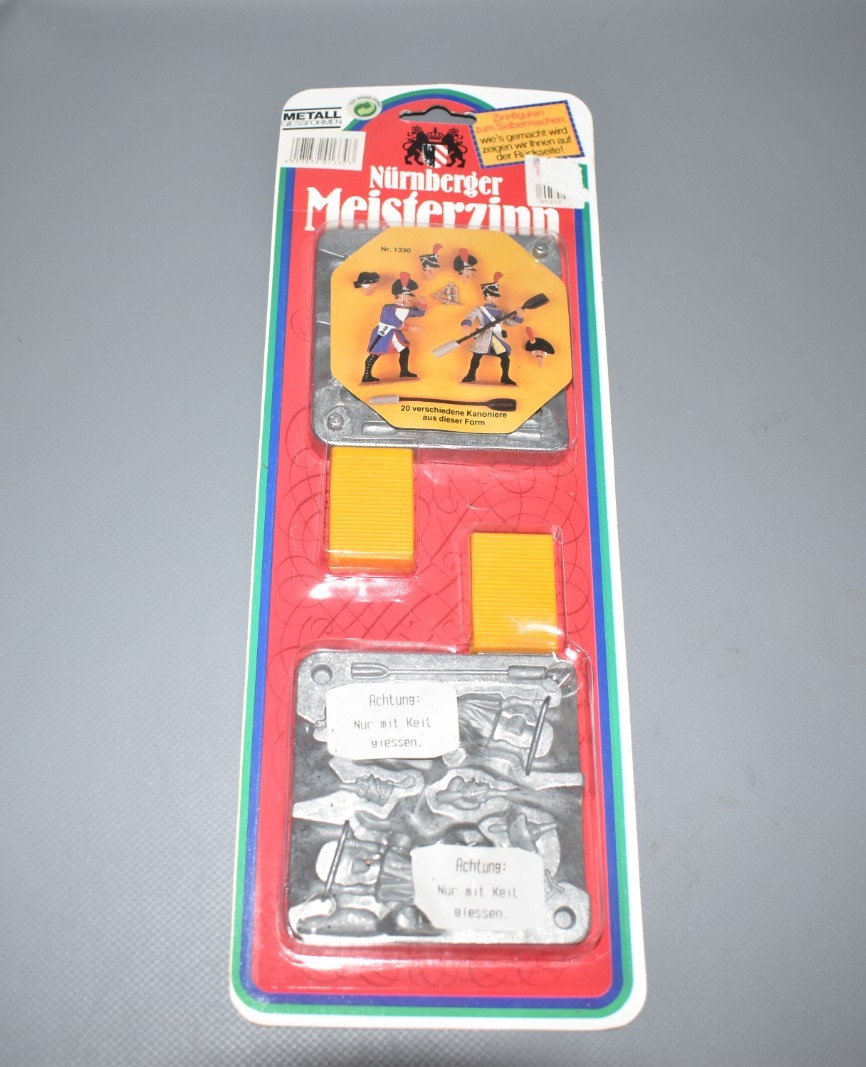 METALL
GIESSFORMEN
Zinnfiguren
zum Selbermachen:
wie's gemacht wird
zeigen wir Ihnen auf
der Rückseite!
Nürnberger
Meisterzinn
Nr. 1330
20 verschiedene Kanoniere
aus dieser Form
Achtung:
Nur mit Keil
giessen.
Achtung:
Nur mit Keil
giessen.